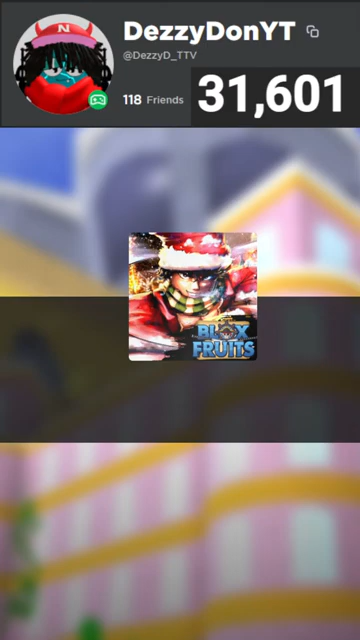 DezzyDonYT
@DezzyD_TTV
118 Friends
31,601
N
BLOX
FRUITS